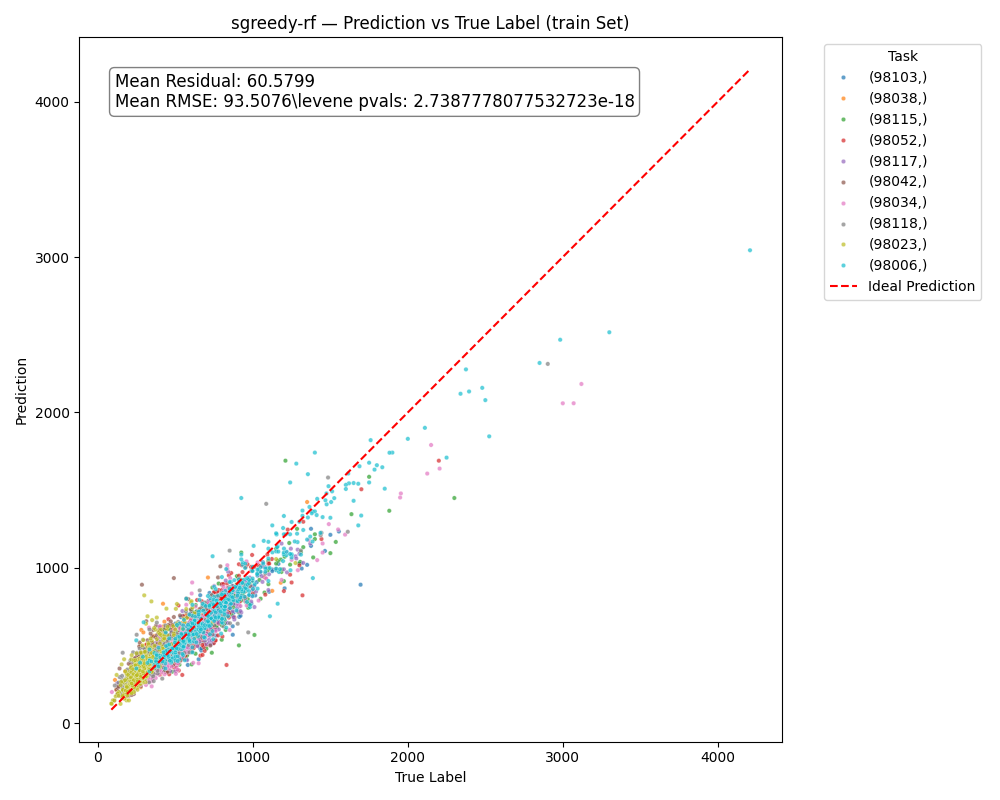 sgreedy-rf — Prediction vs True Label (train Set)
Mean Residual: 60.5799
Mean RMSE: 93.5076\levene pvals: 2.7387778077532723e-18
Task
(98103,)
(98038,)
(98115,)
(98052,)
(98117,)
(98042,)
(98034,)
(98118,)
(98023,)
(98006,)
Ideal Prediction
Prediction
4000
3000
2000
1000
0
0
1000
2000
3000
4000
True Label